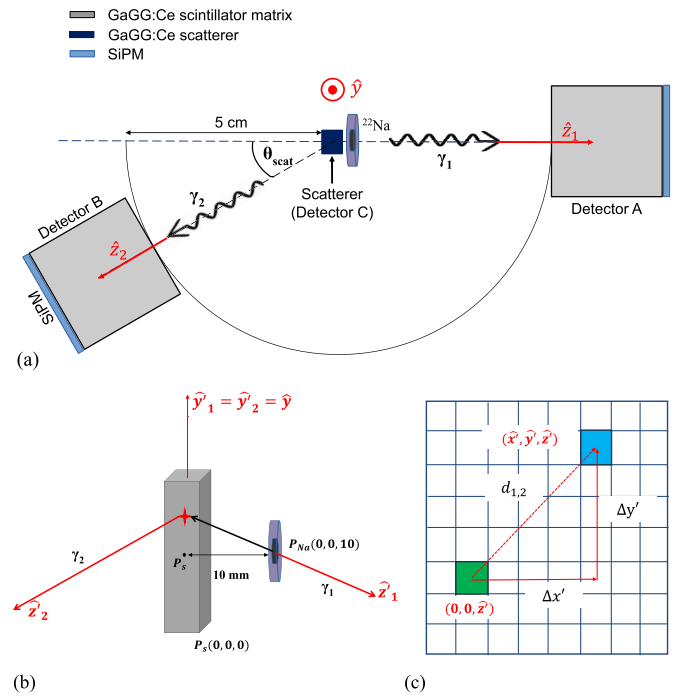 GaGG:Ce scintillator matrix
GaGG:Ce scatterer
SiPM
ŷ
5 cm
²²Na
θscat
γ₁
ẑ₁
Scatterer
(Detector C)
Detector A
γ₂
Detector B
ẑ₂
SiPM
(a)
ŷ'₁ = ŷ'₂ = ŷ
γ₂
Pₛ
10 mm
P_Na(0, 0, 10)
γ₁
ẑ'₁
ẑ'₂
Pₛ(0, 0, 0)
(b)
(x̂', ŷ', ẑ')
d₁,₂
Δy'
Δx'
(0, 0, ẑ')
(c)